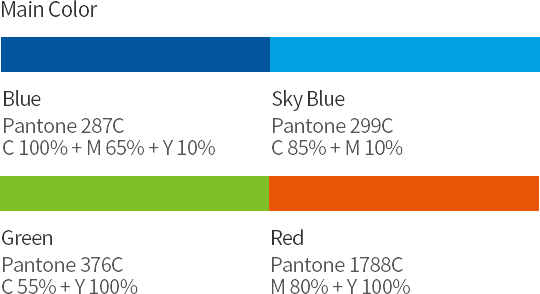 Main Color
Blue
Pantone 287C
C 100% + M 65% + Y 10%
Sky Blue
Pantone 299C
C 85% + M 10%
Green
Pantone 376C
C 55% + Y 100%
Red
Pantone 1788C
M 80% + Y 100%